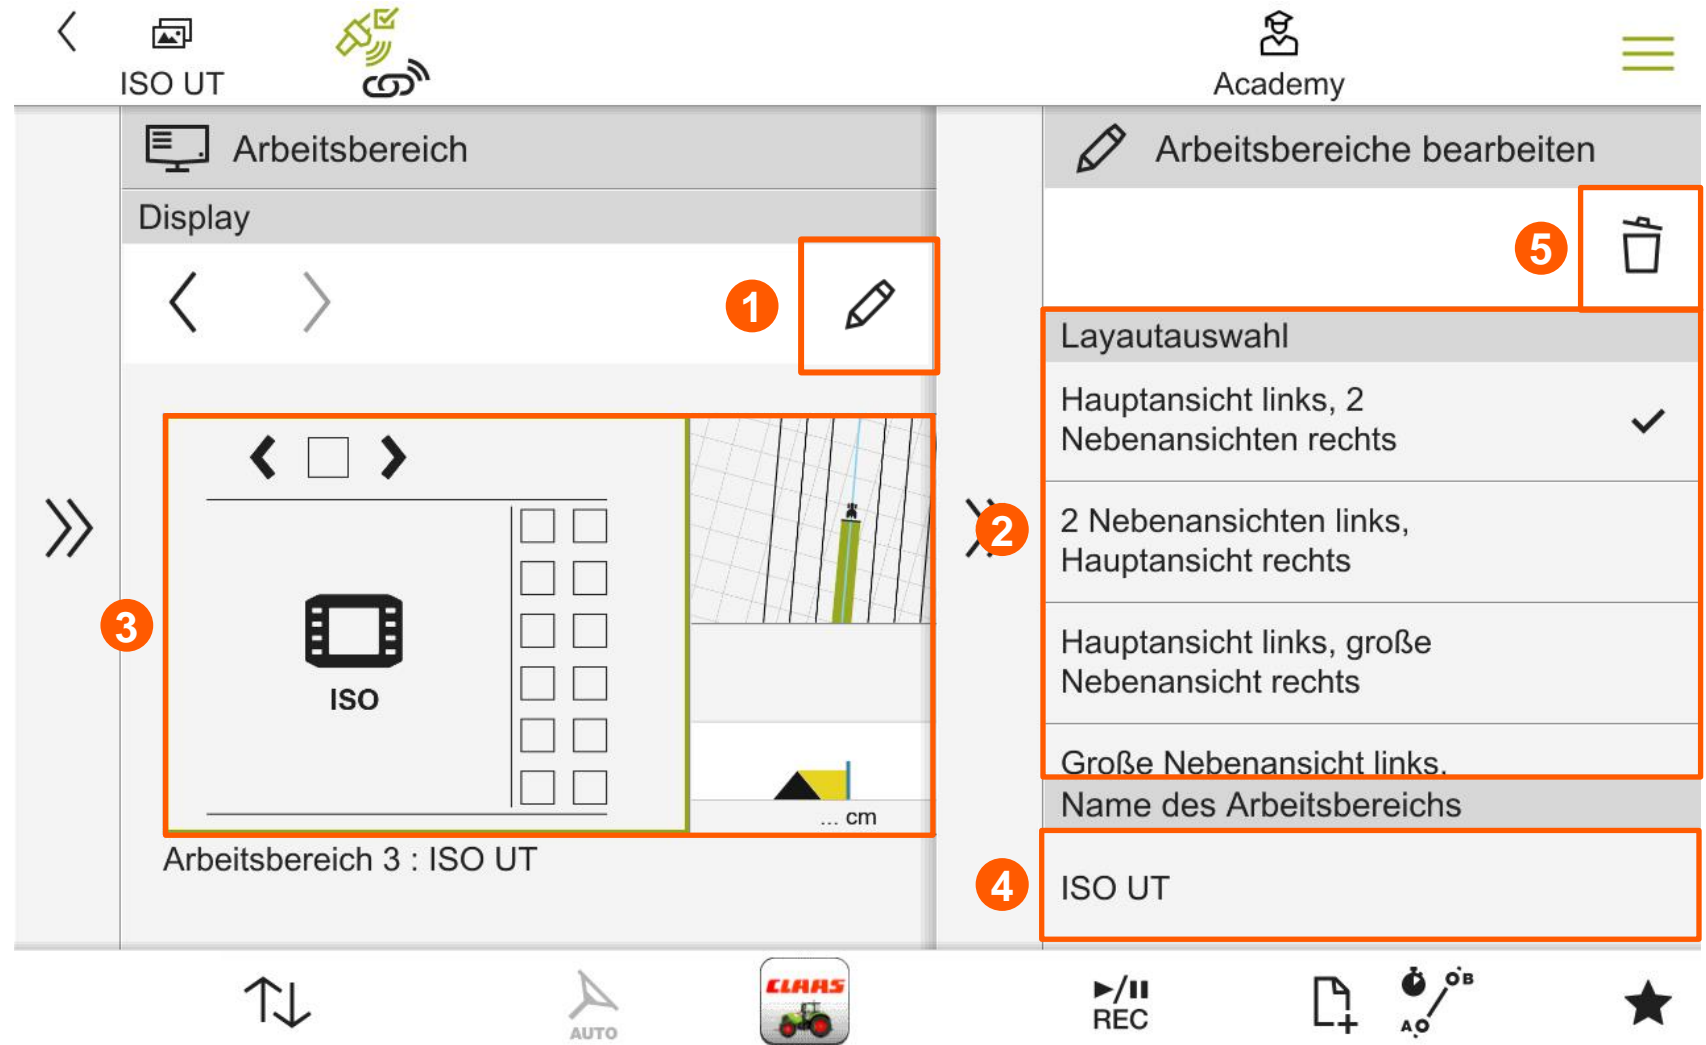 ISO UT
Academy
Arbeitsbereich
Display
1
3
ISO
... cm
Arbeitsbereich 3 : ISO UT
Arbeitsbereiche bearbeiten
5
Layautauswahl
2
Hauptansicht links, 2
Nebenansichten rechts
2 Nebenansichten links,
Hauptansicht rechts
Hauptansicht links, große
Nebenansicht rechts
Große Nebenansicht links,
Name des Arbeitsbereichs
4
ISO UT
AUTO
CLAAS
REC
A B